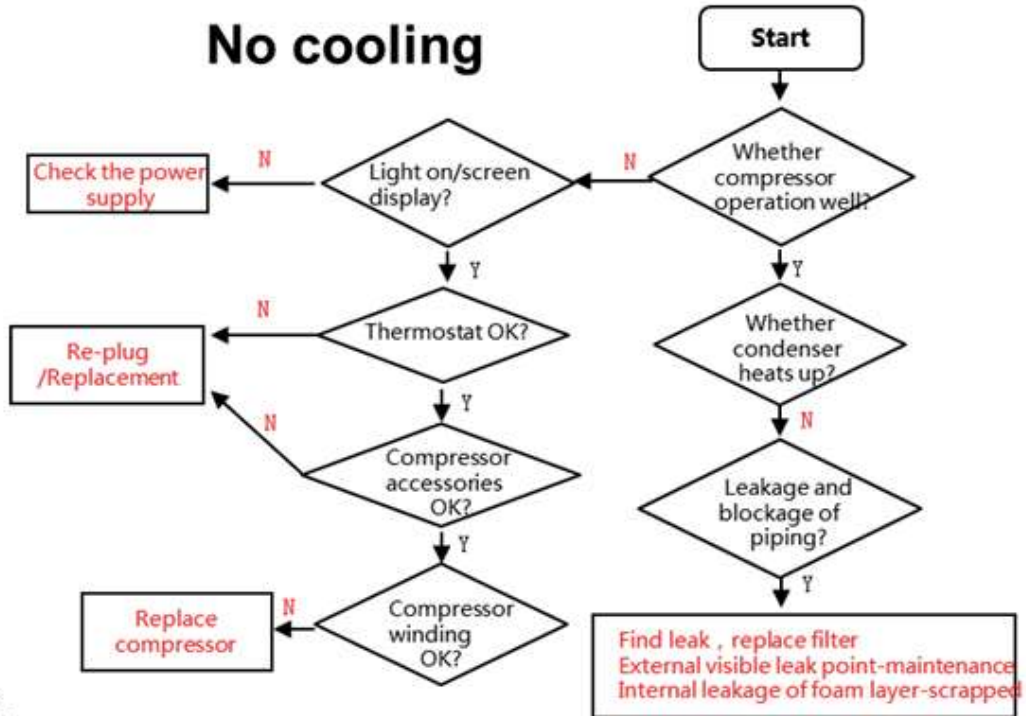 No cooling
Start
Whether
compressor
operation well?
N
Light on/screen
display?
N
Check the power
supply
Y
Y
Thermostat OK?
N
Re-plug
/Replacement
Whether
condenser
heats up?
Y
N
N
Compressor
accessories
OK?
Leakage and
blockage of
piping?
Y
Y
Compressor
winding
OK?
N
Replace
compressor
Find leak , replace filter
External visible leak point-maintenance
Internal leakage of foam layer-scrapped